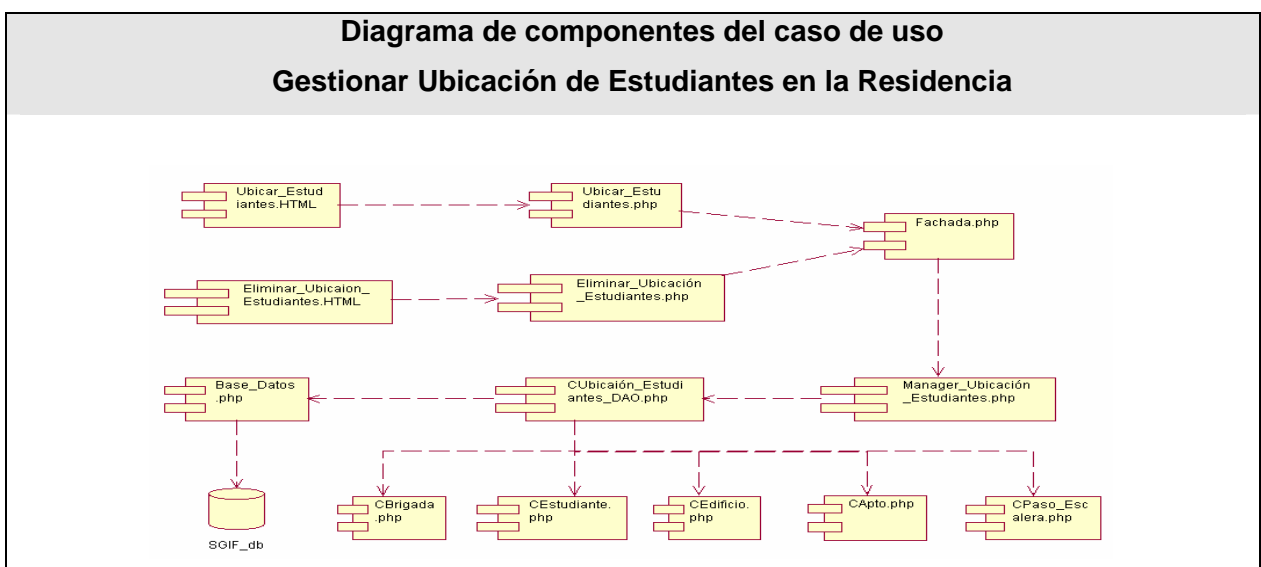 Diagrama de componentes del caso de uso
Gestionar Ubicación de Estudiantes en la Residencia
Ubicar_Estud
iantes.HTML
Ubicar_Estu
diantes.php
Fachada.php
Eliminar_Ubicaion_
Estudiantes.HTML
Eliminar_Ubicación
_Estudiantes.php
Base_Datos
.php
CUbicaión_Estudi
antes_DAO.php
Manager_Ubicación
_Estudiantes.php
SGIF_db
CBrigada
.php
CEstudiante.
php
CEdificio.
php
CApto.php
CPaso_Esc
alera.php